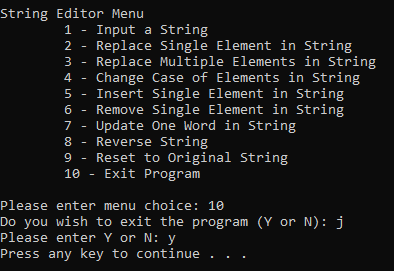 String Editor Menu
1 - Input a String
2 - Replace Single Element in String
3 - Replace Multiple Elements in String
4 - Change Case of Elements in String
5 - Insert Single Element in String
6 - Remove Single Element in String
7 - Update One Word in String
8 - Reverse String
9 - Reset to Original String
10 - Exit Program
Please enter menu choice: 10
Do you wish to exit the program (Y or N): j
Please enter Y or N: y
Press any key to continue . . .